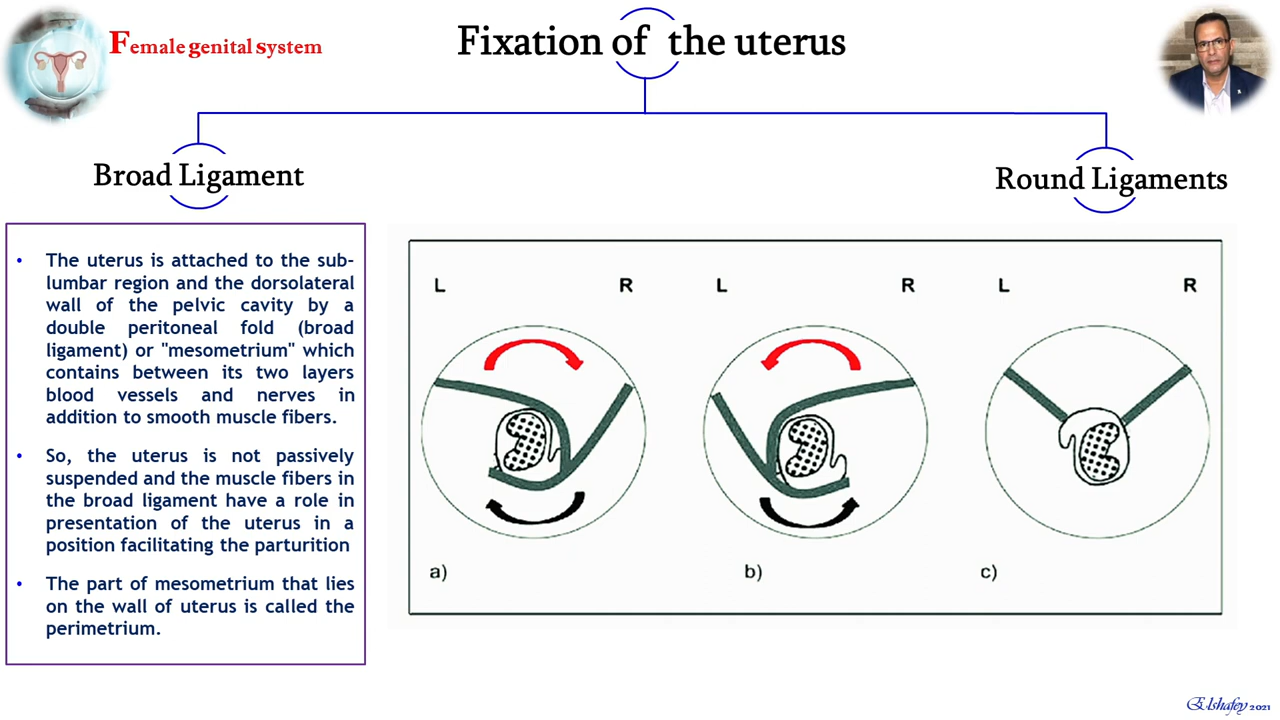 Female genital system
Fixation of the uterus
Broad Ligament
Round Ligaments
• The uterus is attached to the sub-
lumbar region and the dorsolateral
wall of the pelvic cavity by a
double peritoneal fold (broad
ligament) or "mesometrium" which
contains between its two layers
blood vessels and nerves in
addition to smooth muscle fibers.
• So, the uterus is not passively
suspended and the muscle fibers in
the broad ligament have a role in
presentation of the uterus in a
position facilitating the parturition
• The part of mesometrium that lies
on the wall of uterus is called the
perimetrium.
L R L R L R
a) b) c)
Elshafey 2021